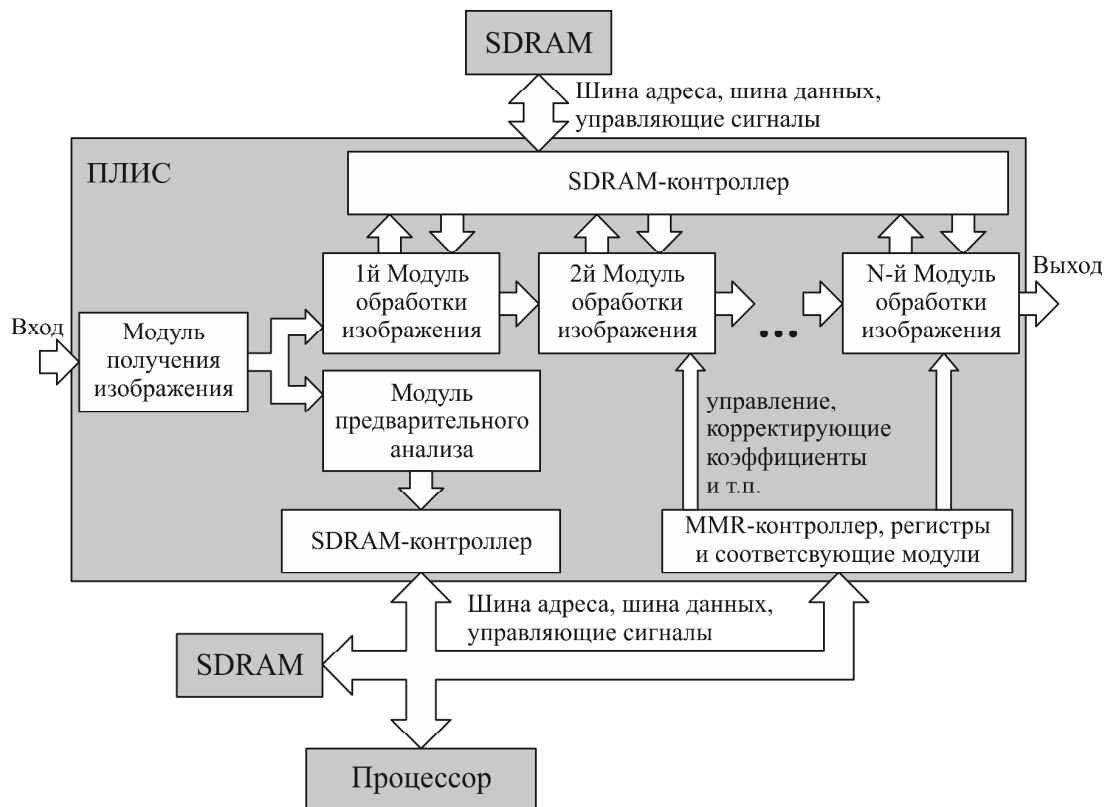 SDRAM
Шина адреса, шина данных,
управляющие сигналы
ПЛИС
SDRAM-контроллер
1й Модуль
обработки
изображения
2й Модуль
обработки
изображения
...
N-й Модуль
обработки
изображения
Выход
Вход
Модуль
получения
изображения
Модуль
предварительного
анализа
управление,
корректирующие
коэффициенты
и т.п.
SDRAM-контроллер
MMR-контроллер, регистры
и соответсвующие модули
Шина адреса, шина данных,
управляющие сигналы
SDRAM
Процессор